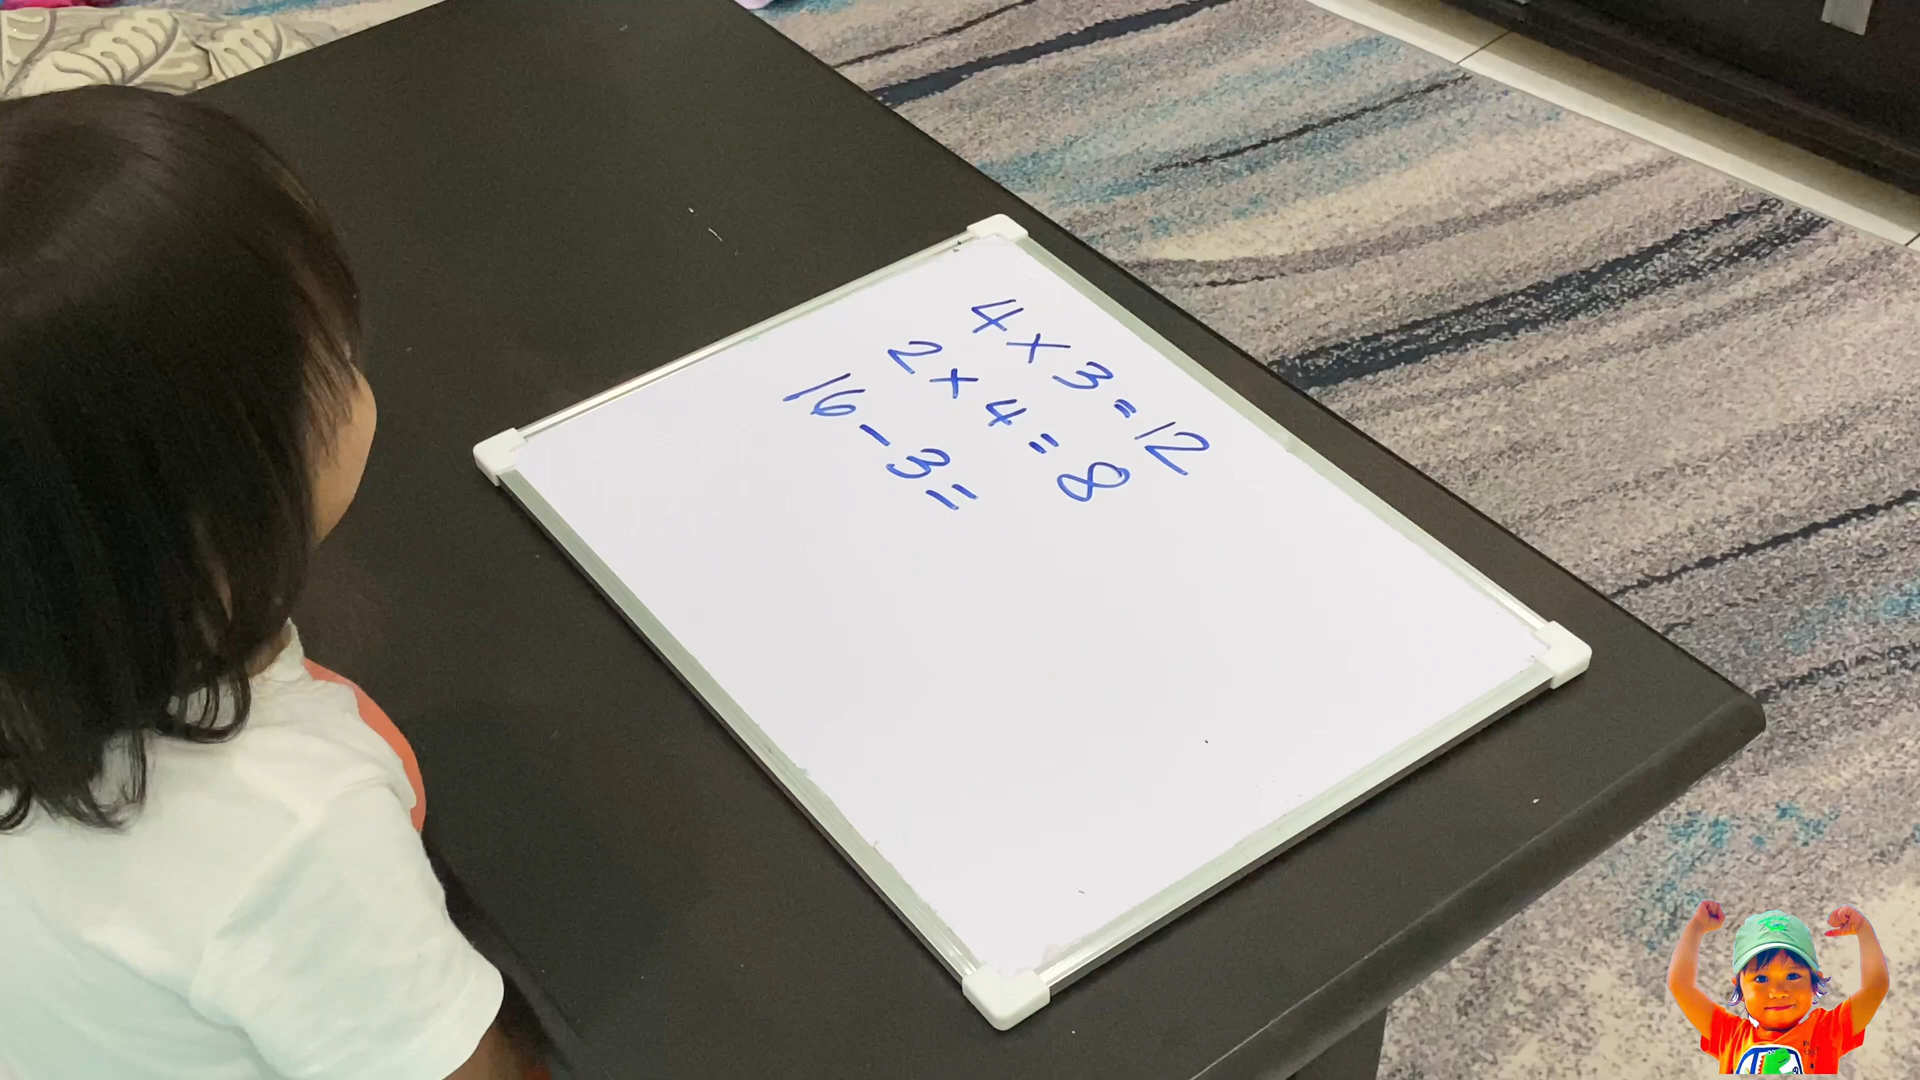 4 x 3 = 12
2 x 4 = 8
16 - 3 =